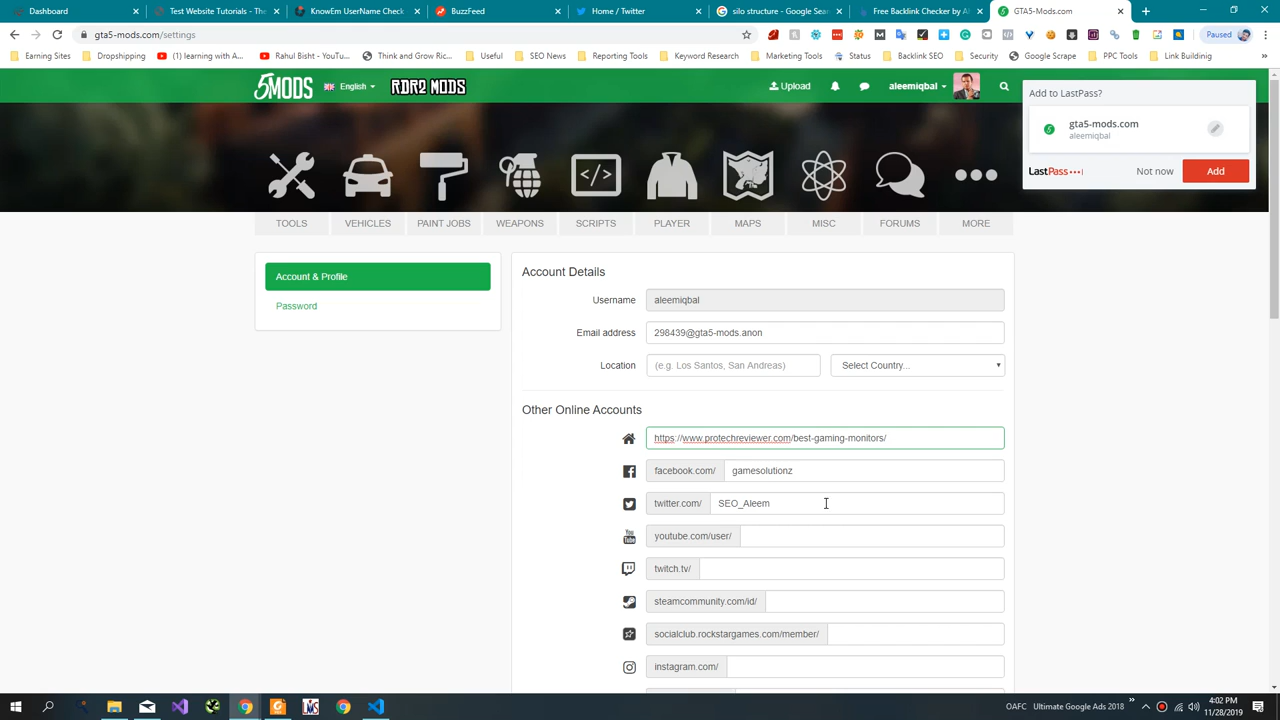 Dashboard
Test Website Tutorials - The
KnowEm UserName Check
BuzzFeed
Home / Twitter
silo structure - Google Sear
Free Backlink Checker by A
GTA5-Mods.com
gta5-mods.com/settings
Paused
Earning Sites
Dropshipping
(1) learning with A...
Rahul Bisht - YouTu...
Think and Grow Ric...
Useful
SEO News
Reporting Tools
Keyword Research
Marketing Tools
Status
Backlink SEO
Security
Google Scrape
PPC Tools
Link Building
5MODS
English
RDR2 MODS
Upload
aleemiqbal
Add to LastPass?
gta5-mods.com
aleemiqbal
LastPass
Not now
Add
TOOLS
VEHICLES
PAINT JOBS
WEAPONS
SCRIPTS
PLAYER
MAPS
MISC
FORUMS
MORE
Account & Profile
Password
Account Details
Username
aleemiqbal
Email address
298439@gta5-mods.anon
Location
(e.g. Los Santos, San Andreas)
Select Country...
Other Online Accounts
https://www.protechreviewer.com/best-gaming-monitors/
facebook.com/
gamesolutionz
twitter.com/
SEO_Aleem
You Tube
youtube.com/user/
twitch.tv/
steamcommunity.com/id/
socialclub.rockstargames.com/member/
instagram.com/
OAFC
Ultimate Google Ads 2018
4:02 PM
11/28/2019